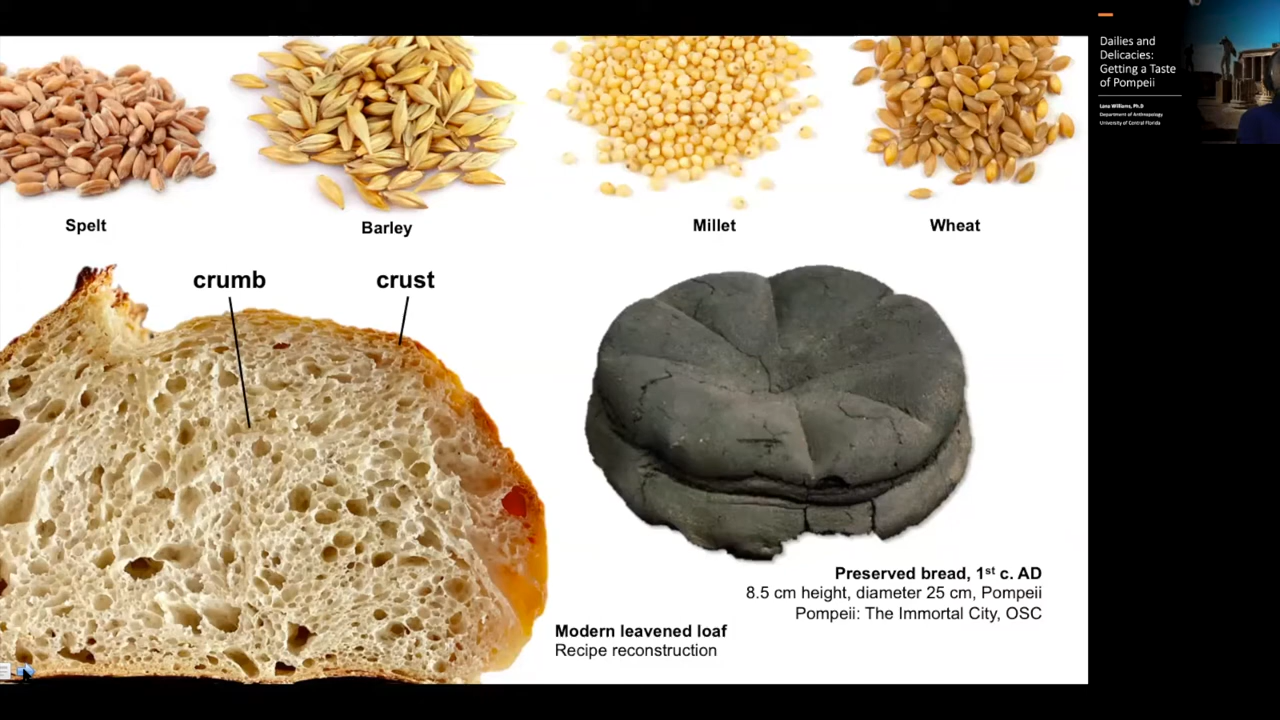 Spelt
Barley
Millet
Wheat
crumb
crust
Preserved bread, 1st c. AD
8.5 cm height, diameter 25 cm, Pompeii
Pompeii: The Immortal City, OSC
Modern leavened loaf
Recipe reconstruction
Dailies and
Delicacies:
Getting a Taste
of Pompeii
Lana Williams, Ph.D
Department of Anthropology
University of Central Florida